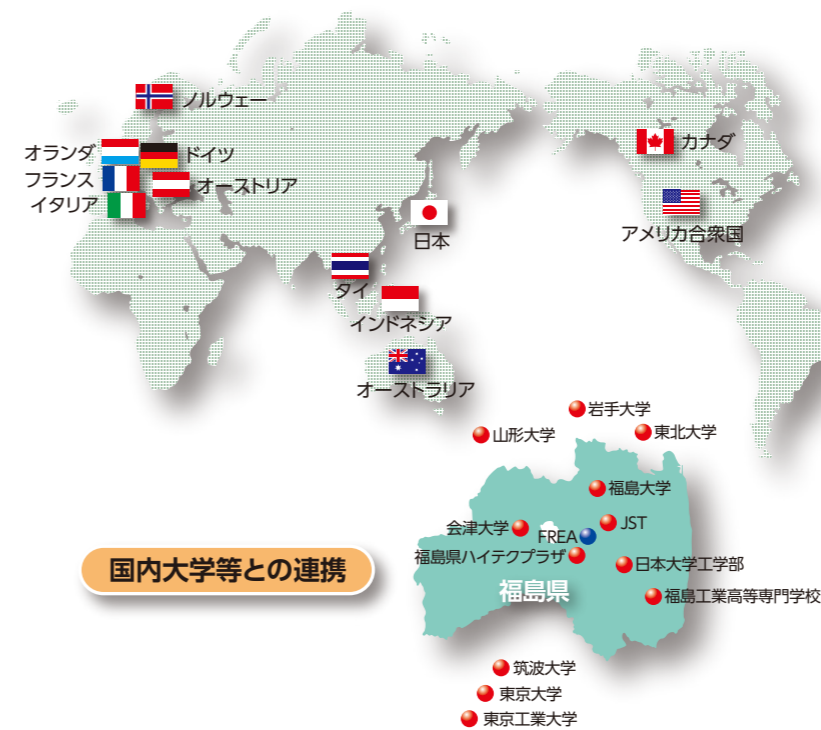 ノルウェー
オランダ
ドイツ
フランス
オーストリア
イタリア
カナダ
アメリカ合衆国
日本
タイ
インドネシア
オーストラリア
岩手大学
山形大学
東北大学
福島大学
会津大学
JST
FREA
福島県ハイテクプラザ
日本大学工学部
国内大学等との連携
福島県
福島工業高等専門学校
筑波大学
東京大学
東京工業大学